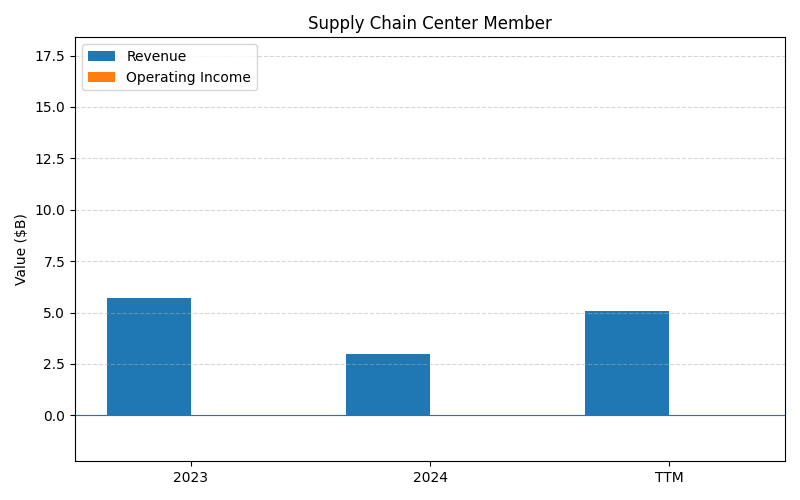 Supply Chain Center Member
Revenue
Operating Income
Value ($B)
17.5
15.0
12.5
10.0
7.5
5.0
2.5
0.0
2023
2024
TTM